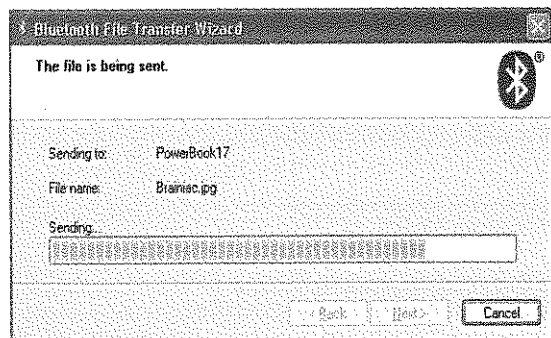 Bluetooth File Transfer Wizard
The file is being sent.
Sending to: PowerBook17
File name: Brainiac.jpg
Sending...
< Back Next > Cancel